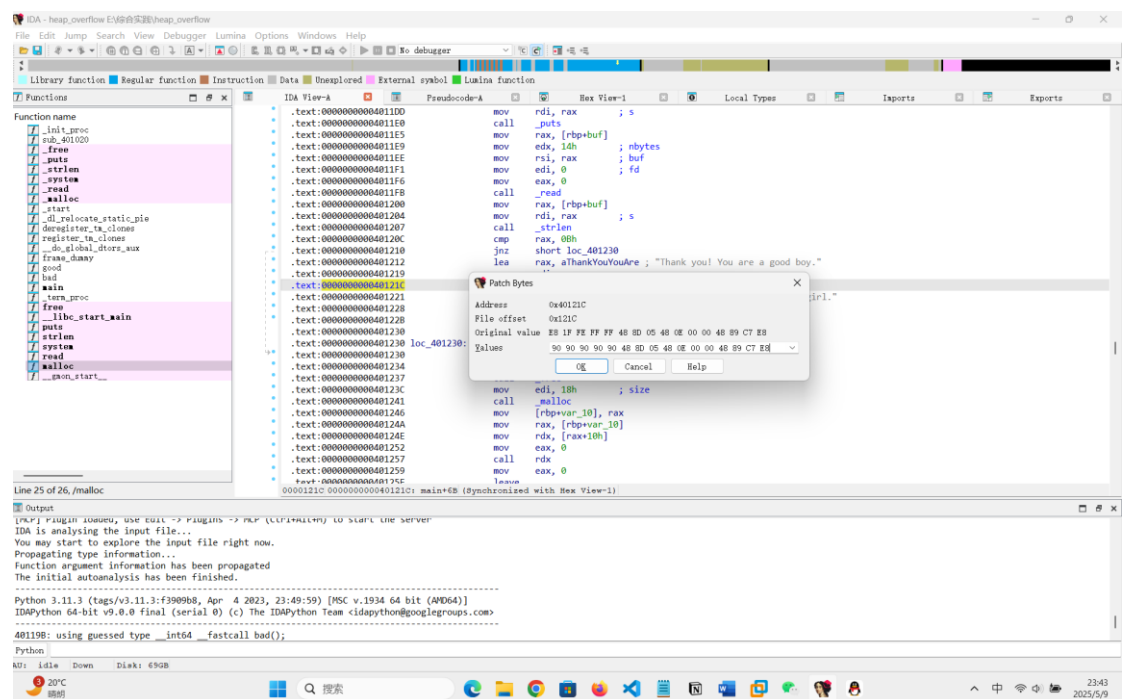 IDA - heap_overflow E:\综合实践\heap_overflow
File Edit Jump Search View Debugger Lumina Options Windows Help
No debugger
Library function Regular function Instruction Data Unexplored External symbol Lumina function
Functions
IDA View-A Pseudocode-A Hex View-1 Local Types Imports Exports
Function name
_init_proc
sub_401020
_free
_puts
_strlen
_system
_read
_malloc
_start
_dl_relocate_static_pie
deregister_tm_clones
register_tm_clones
__do_global_dtors_aux
frame_dummy
good
bad
main
_term_proc
free
__libc_start_main
puts
strlen
system
read
malloc
__gmon_start__
Line 25 of 26, /malloc
.text:00000000004011DD mov rdi, rax ; s
.text:00000000004011E0 call _puts
.text:00000000004011E5 mov rax, [rbp+buf]
.text:00000000004011E9 mov edx, 14h ; nbytes
.text:00000000004011EE mov rsi, rax ; buf
.text:00000000004011F1 mov edi, 0 ; fd
.text:00000000004011F6 mov eax, 0
.text:00000000004011FB call _read
.text:0000000000401200 mov rax, [rbp+buf]
.text:0000000000401204 mov rdi, rax ; s
.text:0000000000401207 call _strlen
.text:000000000040120C cmp rax, 0Bh
.text:0000000000401210 jnz short loc_401230
.text:0000000000401212 lea rax, aThankYouYouAre ; "Thank you! You are a good boy."
.text:0000000000401219
.text:000000000040121C
.text:0000000000401221 girl."
.text:0000000000401228
.text:000000000040122B
.text:0000000000401230
.text:0000000000401230 loc_401230:
.text:0000000000401230
.text:0000000000401234
.text:0000000000401237
.text:000000000040123C mov edi, 18h ; size
.text:0000000000401241 call _malloc
.text:0000000000401246 mov [rbp+var_10], rax
.text:000000000040124A mov rax, [rbp+var_10]
.text:000000000040124E mov rdx, [rax+10h]
.text:0000000000401252 mov eax, 0
.text:0000000000401257 call rdx
.text:0000000000401259 mov eax, 0
.text:000000000040125E leave
0000121C 000000000040121C: main+6B (Synchronized with Hex View-1)
Patch Bytes
Address 0x40121C
File offset 0x121C
Original value E8 1F FE FF FF 48 8D 05 48 0E 00 00 48 89 C7 E8
Values 90 90 90 90 90 48 8D 05 48 0E 00 00 48 89 C7 E8
OK Cancel Help
Output
[MCP] Plugin loaded, use Edit -> Plugins -> MCP (Ctrl+Alt+M) to start the server
IDA is analysing the input file...
You may start to explore the input file right now.
Propagating type information...
Function argument information has been propagated
The initial autoanalysis has been finished.
Python 3.11.3 (tags/v3.11.3:f3909b8, Apr 4 2023, 23:49:59) [MSC v.1934 64 bit (AMD64)]
IDAPython 64-bit v9.0.0 final (serial 0) (c) The IDAPython Team <idapython@googlegroups.com>
40119B: using guessed type __int64 __fastcall bad();
Python
AU: idle Down Disk: 69GB
3
20°C
晴朗
搜索
中
23:43
2025/5/9